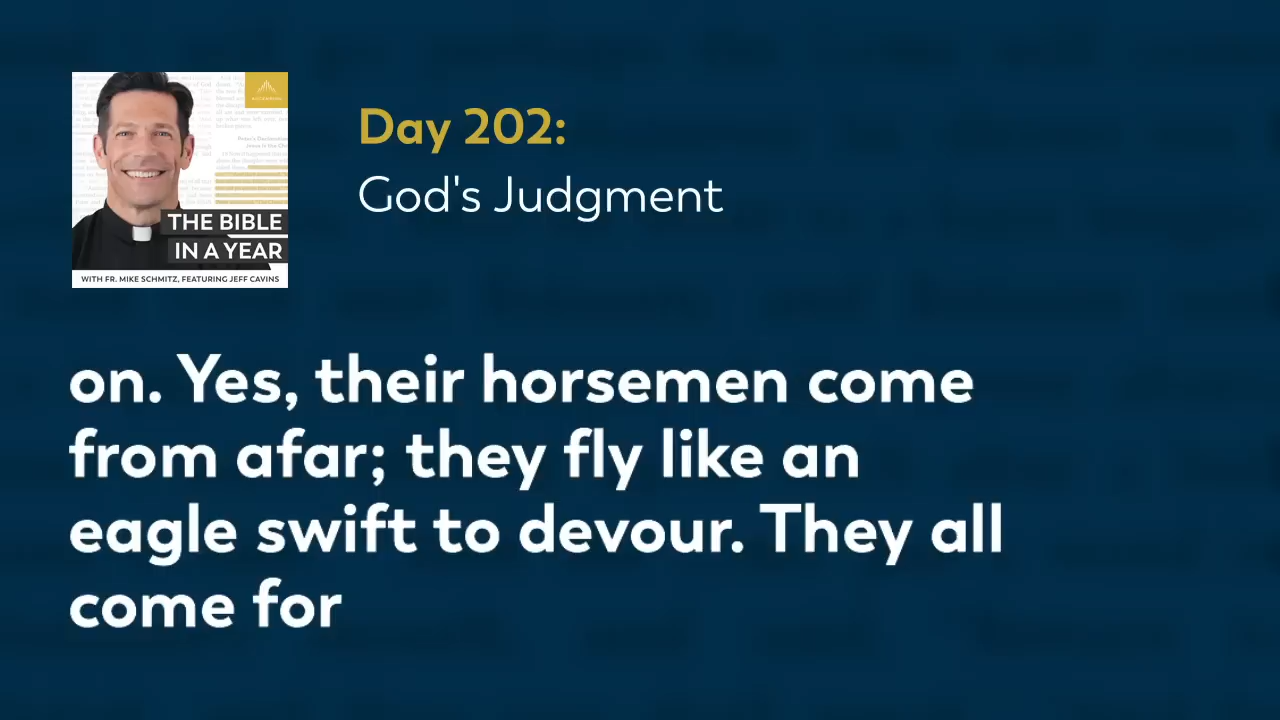 Day 202:
God's Judgment
THE BIBLE
IN A YEAR
WITH FR. MIKE SCHMITZ, FEATURING JEFF CAVINS
on. Yes, their horsemen come
from afar; they fly like an
eagle swift to devour. They all
come for